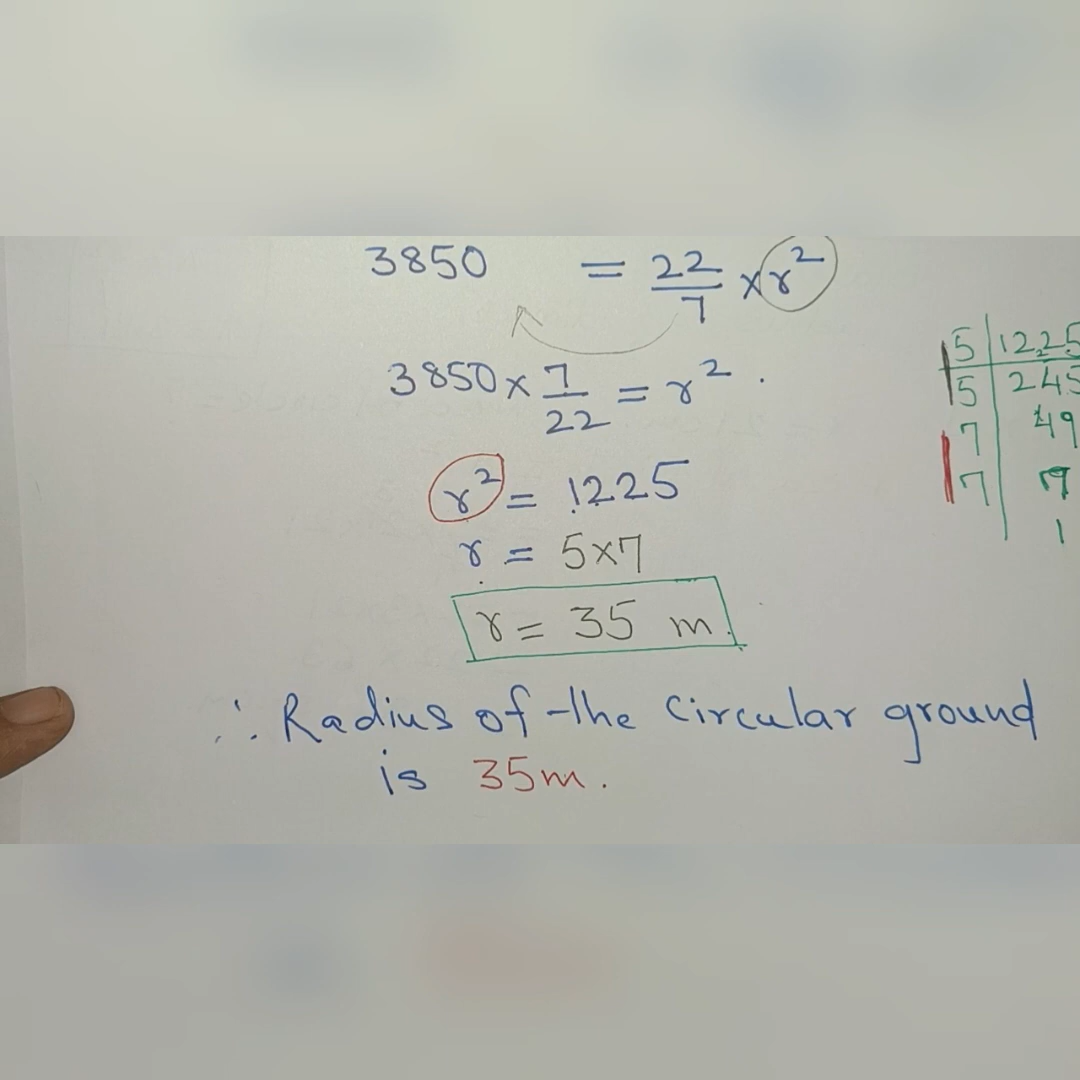 3850 = 22/7 × r²
3850 × 7/22 = r².
r² = 1225
r = 5×7
r = 35 m.
∴ Radius of the circular ground
is 35m.
5 | 1225
5 | 245
7 | 49
7 | 7
| 1